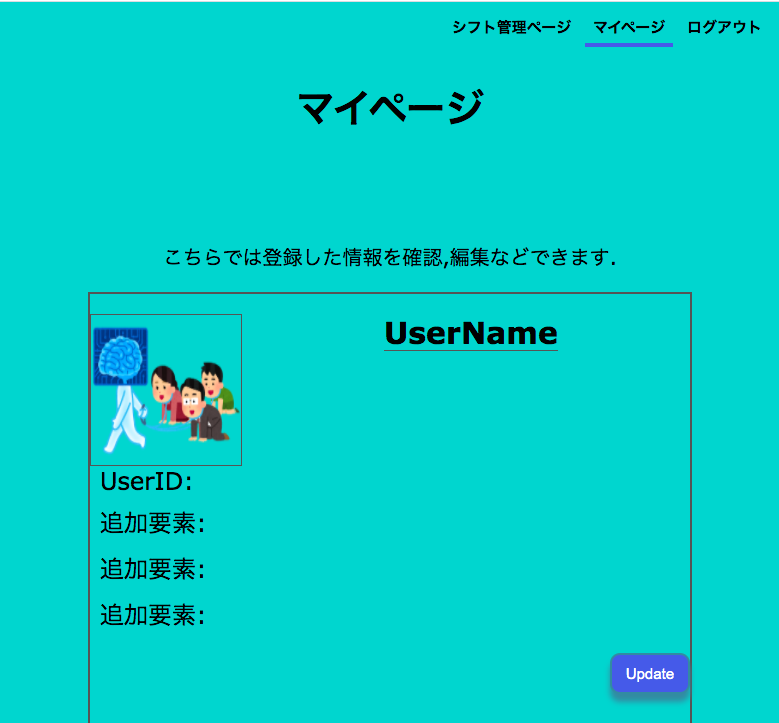 シフト管理ページ マイページ ログアウト
マイページ
こちらでは登録した情報を確認,編集などできます.
UserName
UserID:
追加要素:
追加要素:
追加要素:
Update